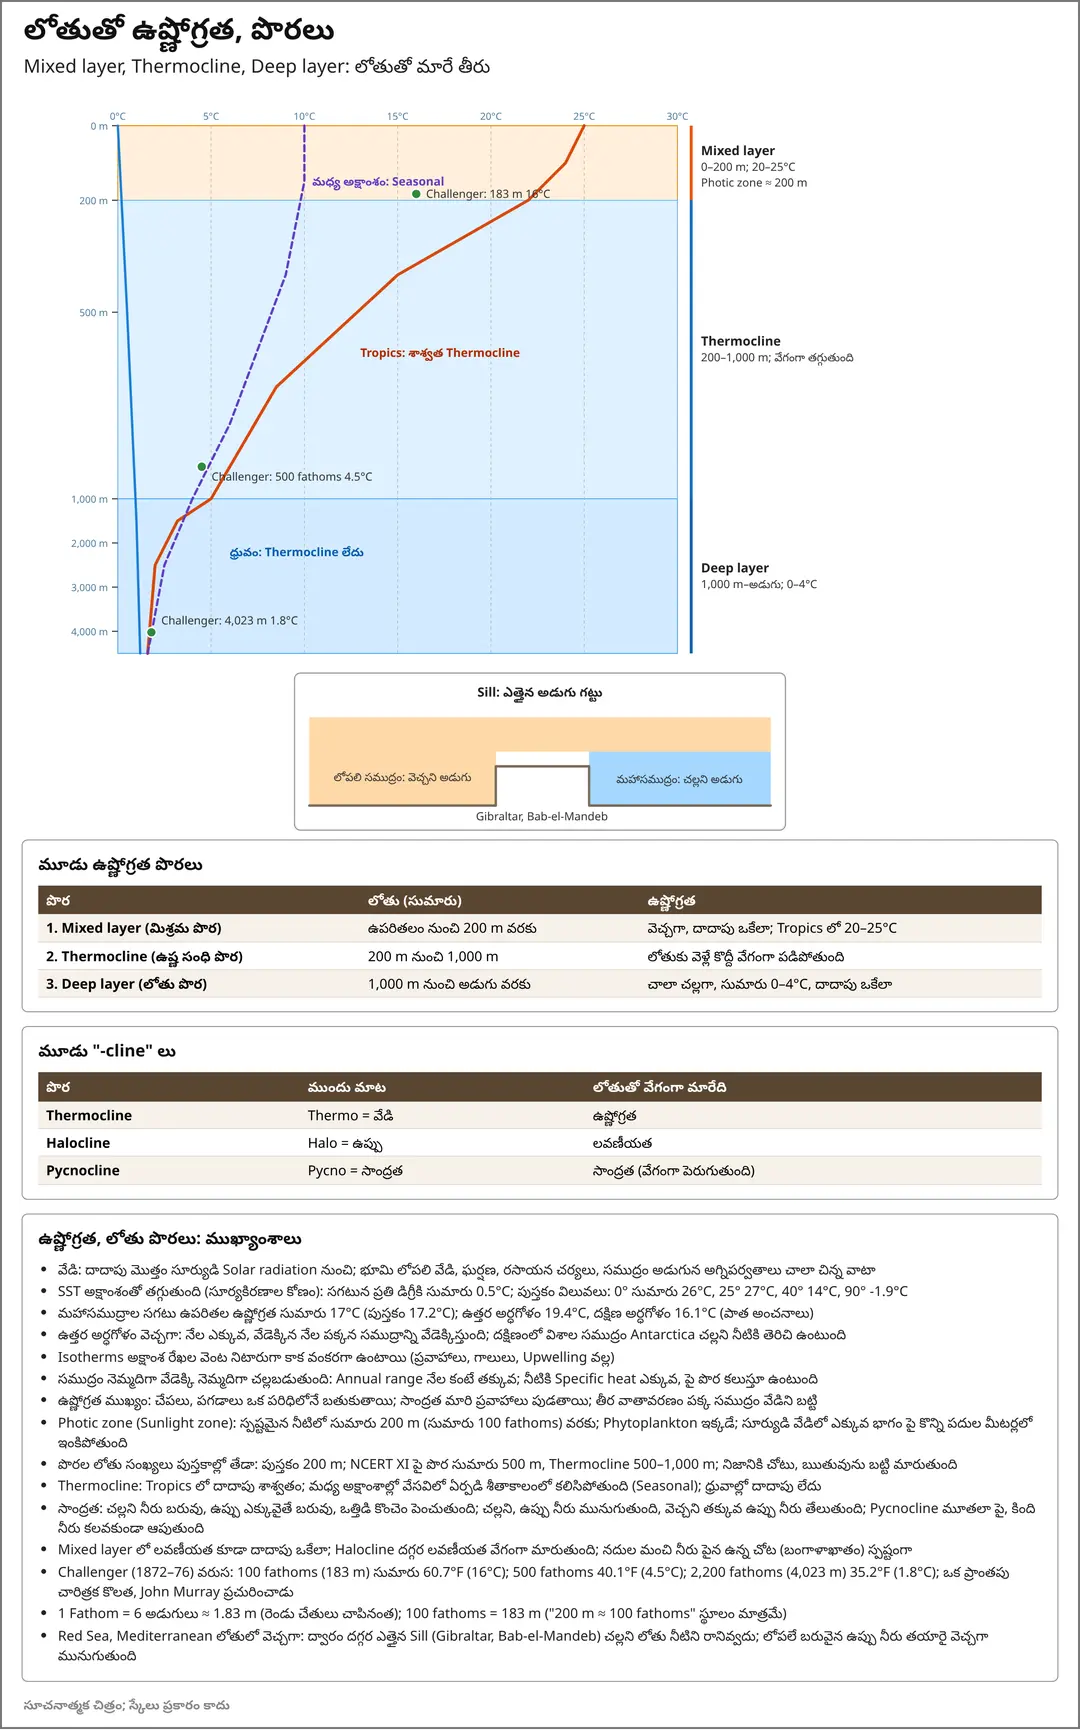 లోతుతో ఉష్ణోగ్రత, పొరలు
Mixed layer, Thermocline, Deep layer: లోతుతో మారే తీరు
0°C 5°C 10°C 15°C 20°C 25°C 30°C
0 m
200 m
500 m
1,000 m
2,000 m
3,000 m
4,000 m
మధ్య అక్షాంశం: Seasonal
Challenger: 183 m 16°C
Tropics: శాశ్వత Thermocline
Challenger: 500 fathoms 4.5°C
ధ్రువం: Thermocline లేదు
Challenger: 4,023 m 1.8°C
Mixed layer
0–200 m; 20–25°C
Photic zone ≈ 200 m
Thermocline
200–1,000 m; వేగంగా తగ్గుతుంది
Deep layer
1,000 m–అడుగు; 0–4°C
Sill: ఎత్తైన అడుగు గట్టు
లోపలి సముద్రం: వెచ్చని అడుగు
మహాసముద్రం: చల్లని అడుగు
Gibraltar, Bab-el-Mandeb
మూడు ఉష్ణోగ్రత పొరలు
పొర లోతు (సుమారు) ఉష్ణోగ్రత
1. Mixed layer (మిశ్రమ పొర) ఉపరితలం నుంచి 200 m వరకు వెచ్చగా, దాదాపు ఒకేలా; Tropics లో 20–25°C
2. Thermocline (ఉష్ణ సంధి పొర) 200 m నుంచి 1,000 m లోతుకు వెళ్లే కొద్దీ వేగంగా పడిపోతుంది
3. Deep layer (లోతు పొర) 1,000 m నుంచి అడుగు వరకు చాలా చల్లగా, సుమారు 0–4°C, దాదాపు ఒకేలా
మూడు "-cline" లు
పొర ముందు మాట లోతుతో వేగంగా మారేది
Thermocline Thermo = వేడి ఉష్ణోగ్రత
Halocline Halo = ఉప్పు లవణీయత
Pycnocline Pycno = సాంద్రత సాంద్రత (వేగంగా పెరుగుతుంది)
ఉష్ణోగ్రత, లోతు పొరలు: ముఖ్యాంశాలు
• వేడి: దాదాపు మొత్తం సూర్యుడి Solar radiation నుంచి; భూమి లోపలి వేడి, ఘర్షణ, రసాయన చర్యలు, సముద్రం అడుగున అగ్నిపర్వతాలు చాలా చిన్న వాటా
• SST అక్షాంశంతో తగ్గుతుంది (సూర్యకిరణాల కోణం): సగటున ప్రతి డిగ్రీకి సుమారు 0.5°C; పుస్తకం విలువలు: 0° సుమారు 26°C, 25° 27°C, 40° 14°C, 90° -1.9°C
• మహాసముద్రాల సగటు ఉపరితల ఉష్ణోగ్రత సుమారు 17°C (పుస్తకం 17.2°C); ఉత్తర అర్ధగోళం 19.4°C, దక్షిణ అర్ధగోళం 16.1°C (పాత అంచనాలు)
• ఉత్తర అర్ధగోళం వెచ్చగా: నేల ఎక్కువ, వేడెక్కిన నేల పక్కన సముద్రాన్ని వేడెక్కిస్తుంది; దక్షిణంలో విశాల సముద్రం Antarctica చల్లని నీటికి తెరిచి ఉంటుంది
• Isotherms అక్షాంశ రేఖల వెంట నిటారుగా కాక వంకరగా ఉంటాయి (ప్రవాహాలు, గాలులు, Upwelling వల్ల)
• సముద్రం నెమ్మదిగా వేడెక్కి నెమ్మదిగా చల్లబడుతుంది: Annual range నేల కంటే తక్కువ; నీటికి Specific heat ఎక్కువ, పై పొర కలుస్తూ ఉంటుంది
• ఉష్ణోగ్రత ముఖ్యం: చేపలు, పగడాలు ఒక పరిధిలోనే బతుకుతాయి; సాంద్రత మారి ప్రవాహాలు పుడతాయి; తీర వాతావరణం పక్క సముద్రం వేడిని బట్టి
• Photic zone (Sunlight zone): స్పష్టమైన నీటిలో సుమారు 200 m (సుమారు 100 fathoms) వరకు; Phytoplankton ఇక్కడే; సూర్యుడి వేడిలో ఎక్కువ భాగం పై కొన్ని పదుల మీటర్లలో
ఇంకిపోతుంది
• పొరల లోతు సంఖ్యలు పుస్తకాల్లో తేడా: పుస్తకం 200 m; NCERT XI పై పొర సుమారు 500 m, Thermocline 500–1,000 m; నిజానికి చోటు, ఋతువును బట్టి మారుతుంది
• Thermocline: Tropics లో దాదాపు శాశ్వతం; మధ్య అక్షాంశాల్లో వేసవిలో ఏర్పడి శీతాకాలంలో కలిసిపోతుంది (Seasonal); ధ్రువాల్లో దాదాపు లేదు
• సాంద్రత: చల్లని నీరు బరువు, ఉప్పు ఎక్కువైతే బరువు, ఒత్తిడి కొంచెం పెంచుతుంది; చల్లని, ఉప్పు నీరు మునుగుతుంది, వెచ్చని తక్కువ ఉప్పు నీరు తేలుతుంది; Pycnocline మూతలా పై, కింది
నీరు కలవకుండా ఆపుతుంది
• Mixed layer లో లవణీయత కూడా దాదాపు ఒకేలా; Halocline దగ్గర లవణీయత వేగంగా మారుతుంది; నదుల మంచి నీరు పైన ఉన్న చోట (బంగాళాఖాతం) స్పష్టంగా
• Challenger (1872–76) వరుస: 100 fathoms (183 m) సుమారు 60.7°F (16°C); 500 fathoms 40.1°F (4.5°C); 2,200 fathoms (4,023 m) 35.2°F (1.8°C); ఒక ప్రాంతపు
చారిత్రక కొలత, John Murray ప్రచురించాడు
• 1 Fathom = 6 అడుగులు ≈ 1.83 m (రెండు చేతులు చాపినంత); 100 fathoms = 183 m ("200 m ≈ 100 fathoms" స్థూలం మాత్రమే)
• Red Sea, Mediterranean లోతులో వెచ్చగా: ద్వారం దగ్గర ఎత్తైన Sill (Gibraltar, Bab-el-Mandeb) చల్లని లోతు నీటిని రానివ్వదు; లోపలే బరువైన ఉప్పు నీరు తయారై వెచ్చగా
మునుగుతుంది
సూచనాత్మక చిత్రం; స్కేలు ప్రకారం కాదు